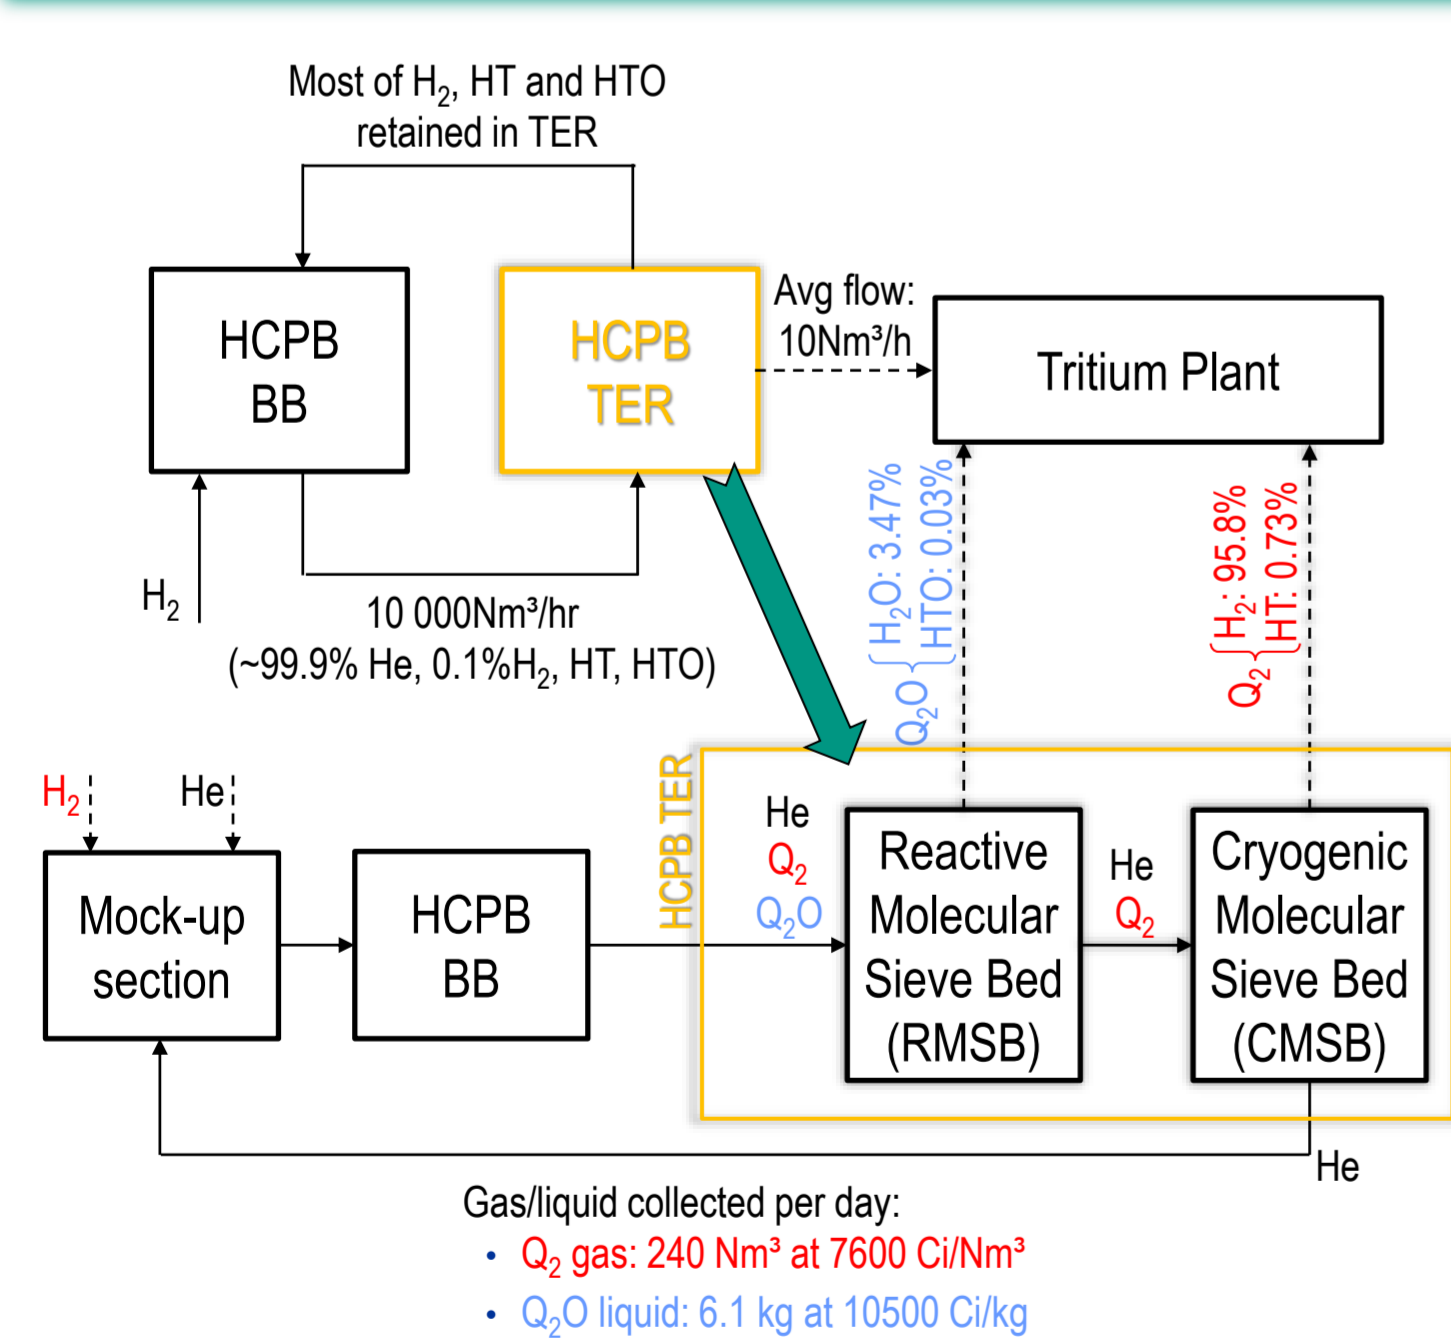 Most of H₂, HT and HTO
retained in TER
HCPB
BB
HCPB
TER
Avg flow:
10Nm³/h
Tritium Plant
H₂
10 000Nm³/hr
(~99.9% He, 0.1%H₂, HT, HTO)
Q₂O { H₂O: 3.47%
HTO: 0.03%
Q₂ { H₂: 95.8%
HT: 0.73%
H₂
He
Mock-up
section
HCPB
BB
HCPB TER
He
Q₂
Q₂O
Reactive
Molecular
Sieve Bed
(RMSB)
He
Q₂
Cryogenic
Molecular
Sieve Bed
(CMSB)
He
Gas/liquid collected per day:
• Q₂ gas: 240 Nm³ at 7600 Ci/Nm³
• Q₂O liquid: 6.1 kg at 10500 Ci/kg